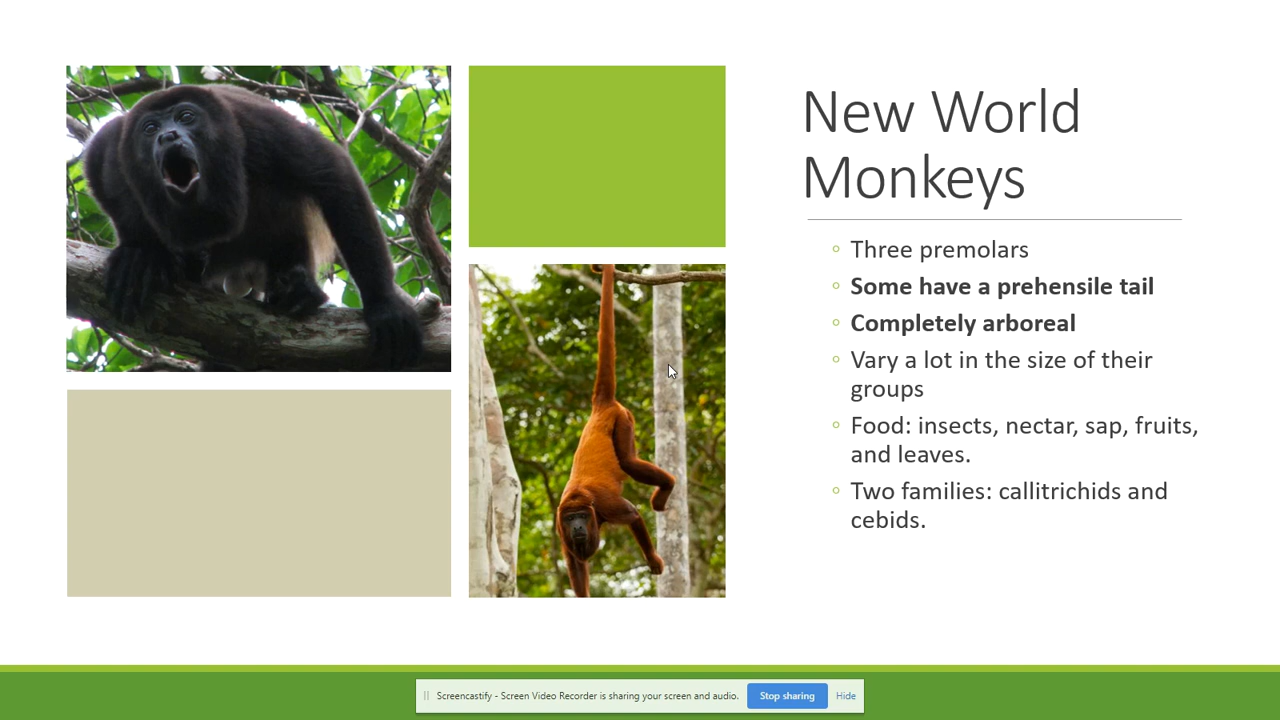 New World
Monkeys
Three premolars
Some have a prehensile tail
Completely arboreal
Vary a lot in the size of their
groups
Food: insects, nectar, sap, fruits,
and leaves.
Two families: callitrichids and
cebids.
Screencastify - Screen Video Recorder is sharing your screen and audio. Stop sharing Hide